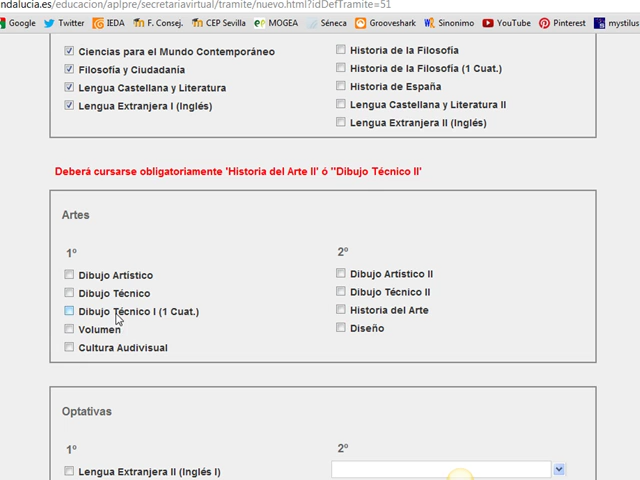 ndalucia.es/educacion/aplpre/secretariavirtual/tramite/nuevo.html?idDefTramite=51
Google Twitter IEDA F. Consej. CEP Sevilla MOGEA Séneca Grooveshark Sinonimo YouTube Pinterest mystilus
Ciencias para el Mundo Contemporáneo
Filosofía y Ciudadanía
Lengua Castellana y Literatura
Lengua Extranjera I (Inglés)
Historia de la Filosofía
Historia de la Filosofía (1 Cuat.)
Historia de España
Lengua Castellana y Literatura II
Lengua Extranjera II (Inglés)
Deberá cursarse obligatoriamente 'Historia del Arte II' ó "Dibujo Técnico II'
Artes
1º
Dibujo Artístico
Dibujo Técnico
Dibujo Técnico I (1 Cuat.)
Volumen
Cultura Audivisual
2º
Dibujo Artístico II
Dibujo Técnico II
Historia del Arte
Diseño
Optativas
1º
Lengua Extranjera II (Inglés I)
2º